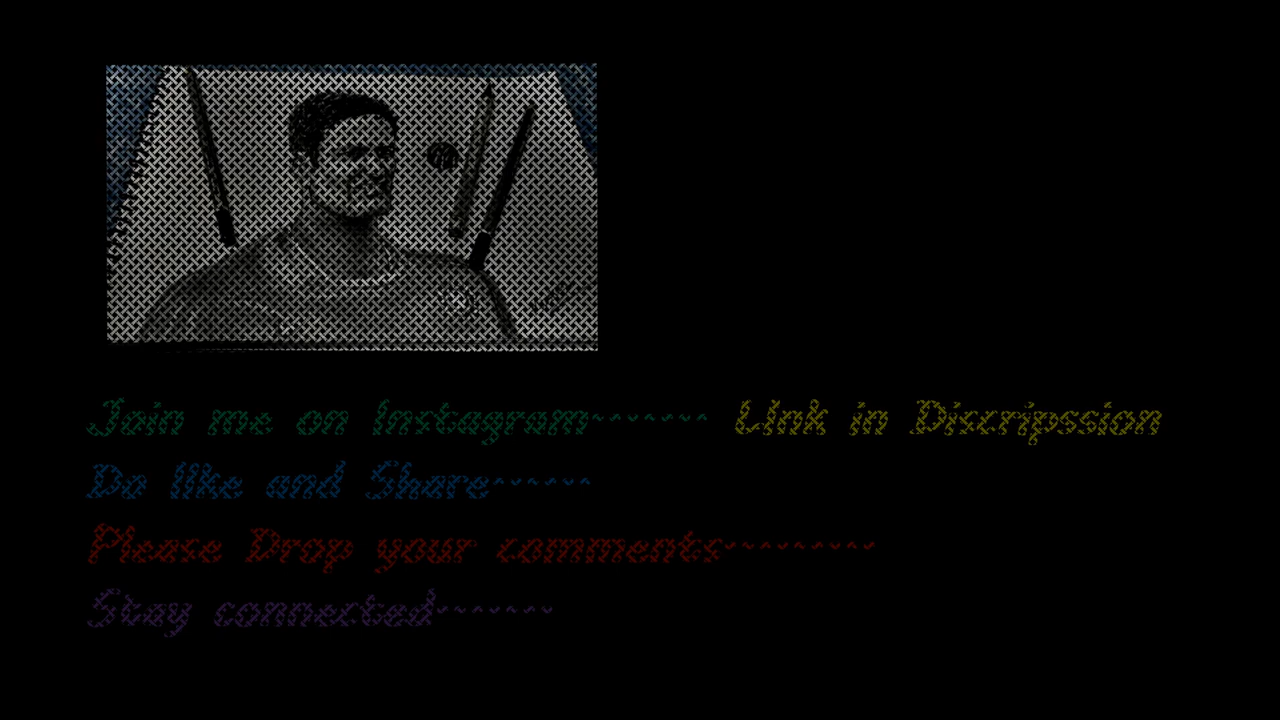 Join me on Instagram------- LInk in Discripssion
Do lIke and Share------
Please Drop your comments---------
Stay connected-------